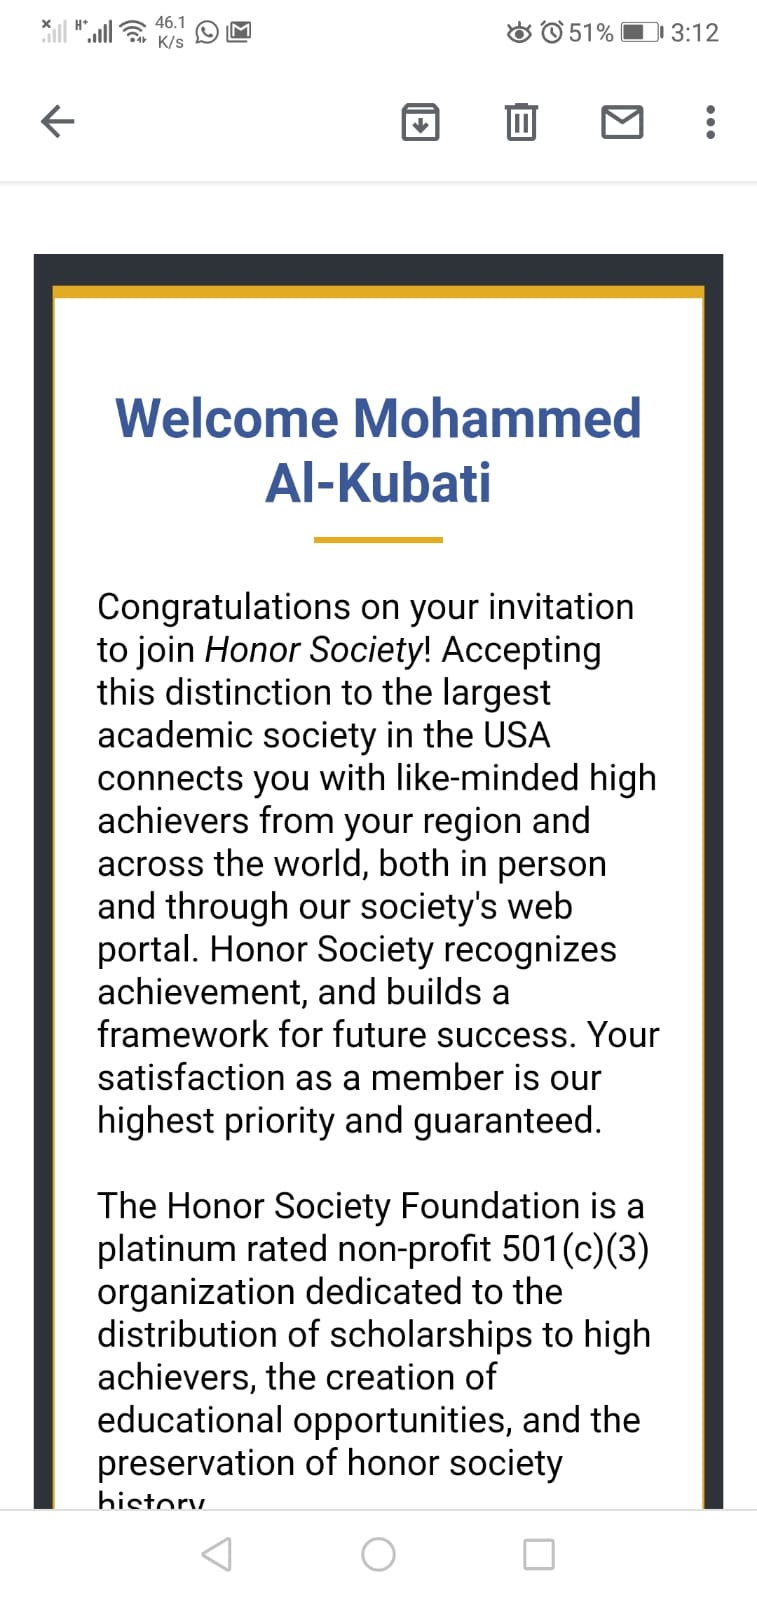 H+ 46.1 K/s 51% 3:12
Welcome Mohammed
Al-Kubati
Congratulations on your invitation
to join Honor Society! Accepting
this distinction to the largest
academic society in the USA
connects you with like-minded high
achievers from your region and
across the world, both in person
and through our society's web
portal. Honor Society recognizes
achievement, and builds a
framework for future success. Your
satisfaction as a member is our
highest priority and guaranteed.
The Honor Society Foundation is a
platinum rated non-profit 501(c)(3)
organization dedicated to the
distribution of scholarships to high
achievers, the creation of
educational opportunities, and the
preservation of honor society
history